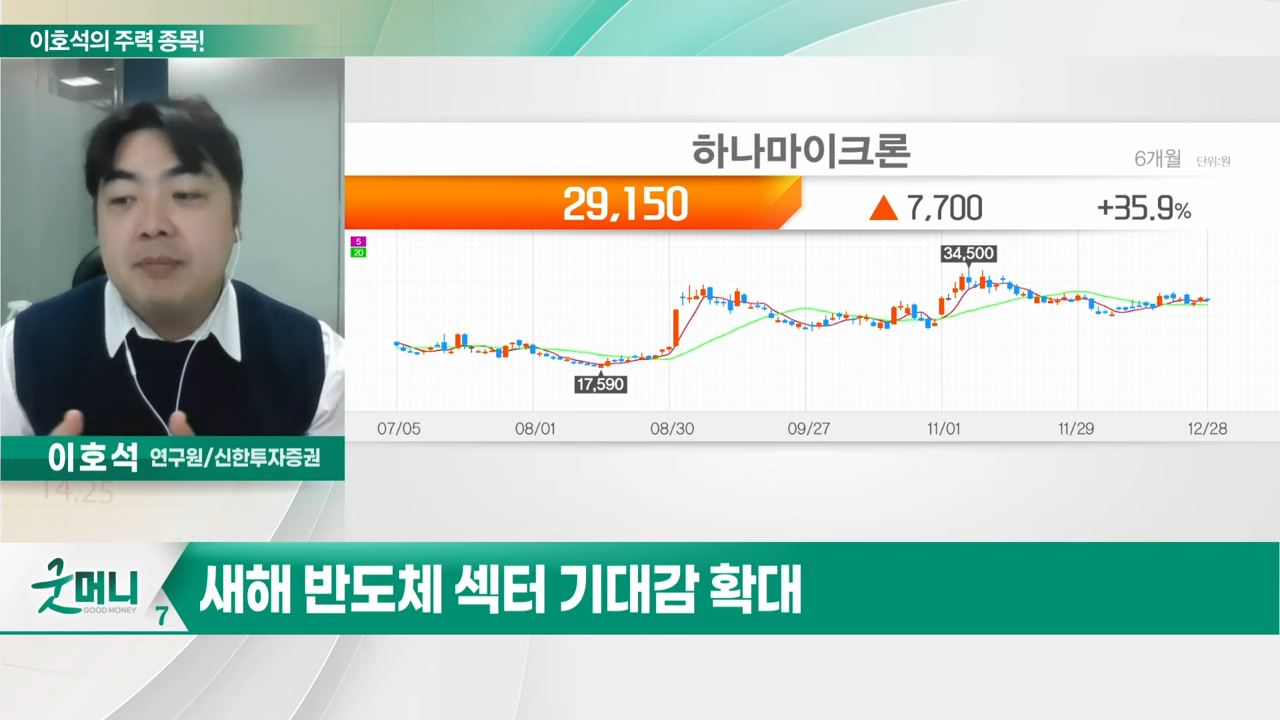 이호석의 주력 종목!
하나마이크론
6개월 단위:원
29,150 ▲ 7,700 +35.9%
5
20
34,500
17,590
07/05 08/01 08/30 09/27 11/01 11/29 12/28
이호석 연구원/신한투자증권
14.25
굿머니
GOOD MONEY
7
새해 반도체 섹터 기대감 확대